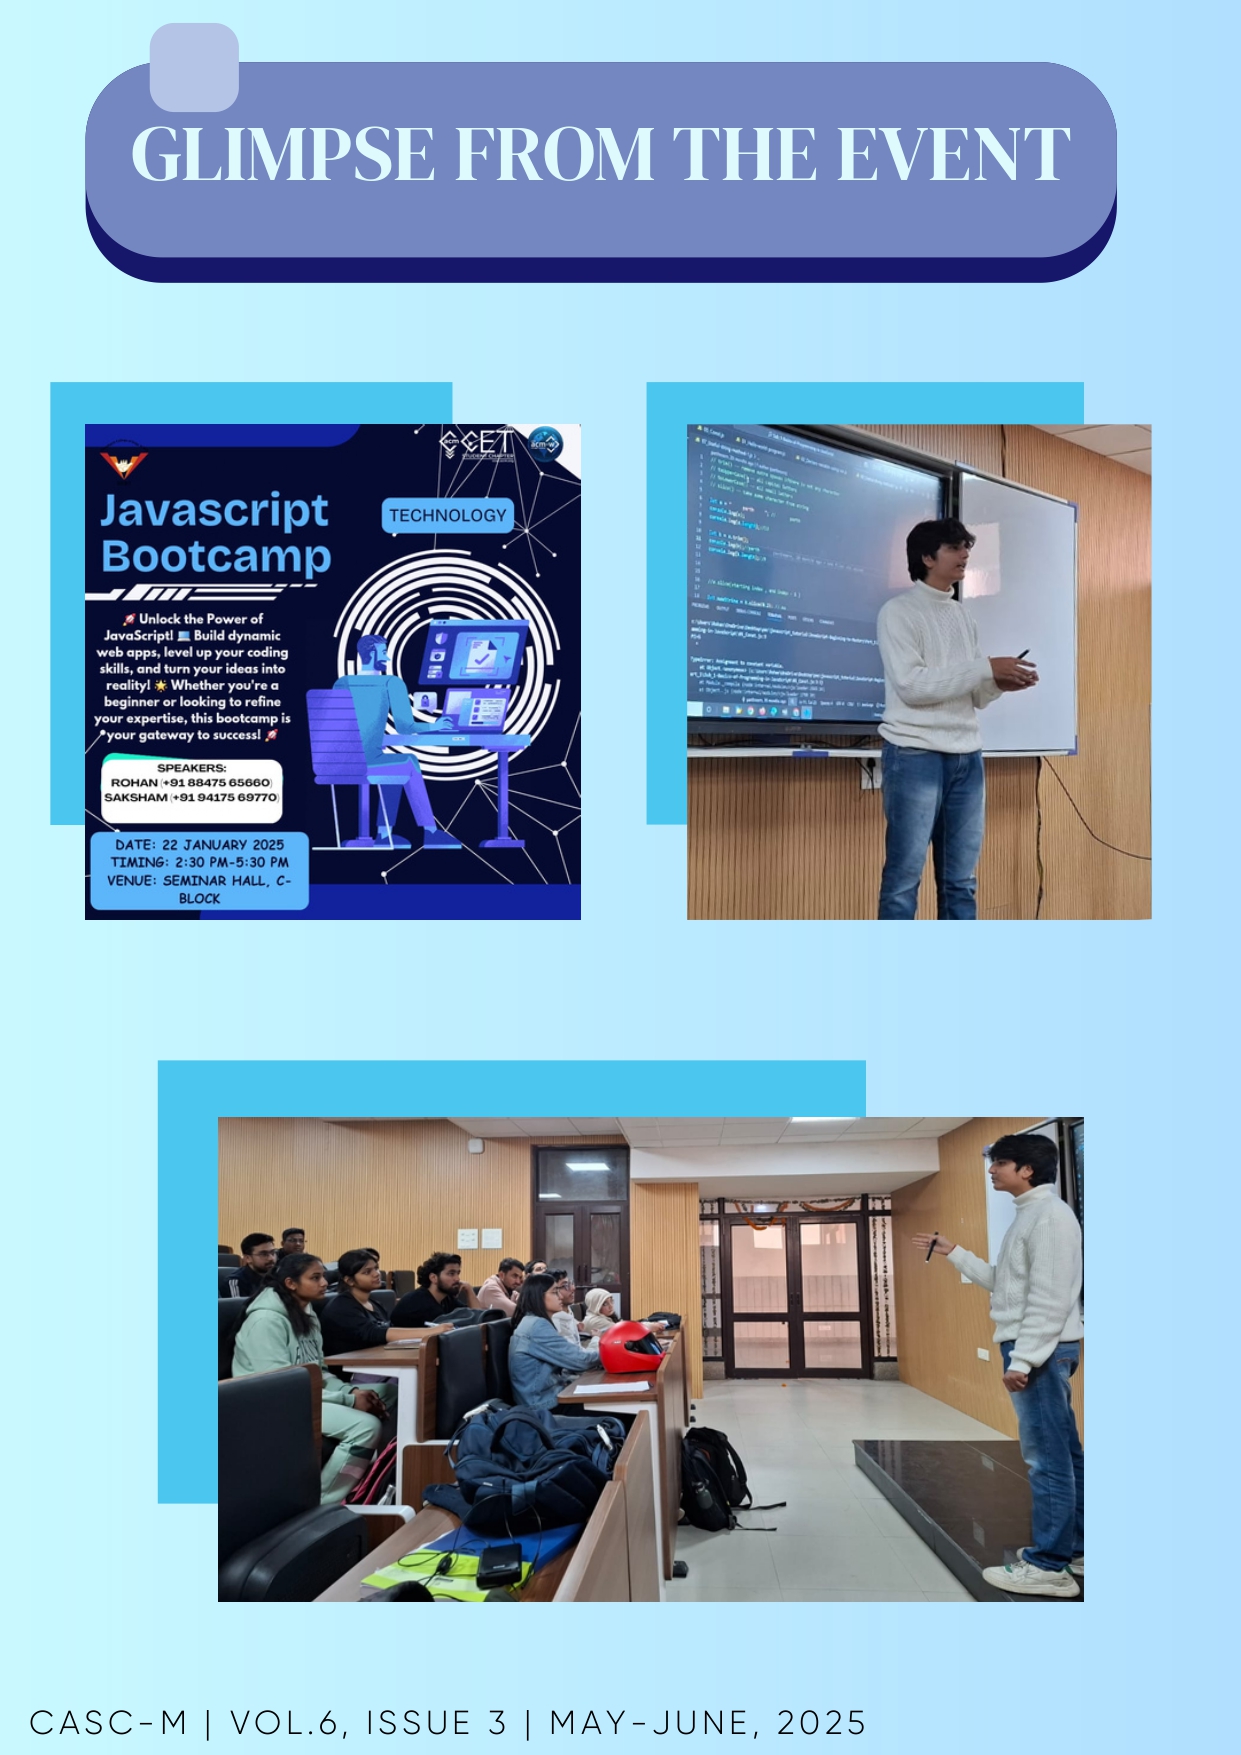 GLIMPSE FROM THE EVENT
acm CET
STUDENT CHAPTER
acm-w
Javascript
Bootcamp
TECHNOLOGY
🚀 Unlock the Power of
JavaScript! 💻 Build dynamic
web apps, level up your coding
skills, and turn your ideas into
reality! 🌟 Whether you're a
beginner or looking to refine
your expertise, this bootcamp is
your gateway to success! 🚀
SPEAKERS:
ROHAN (+91 88475 65660)
SAKSHAM (+91 94175 69770)
DATE: 22 JANUARY 2025
TIMING: 2:30 PM-5:30 PM
VENUE: SEMINAR HALL, C-
BLOCK
CASC-M | VOL.6, ISSUE 3 | MAY-JUNE, 2025